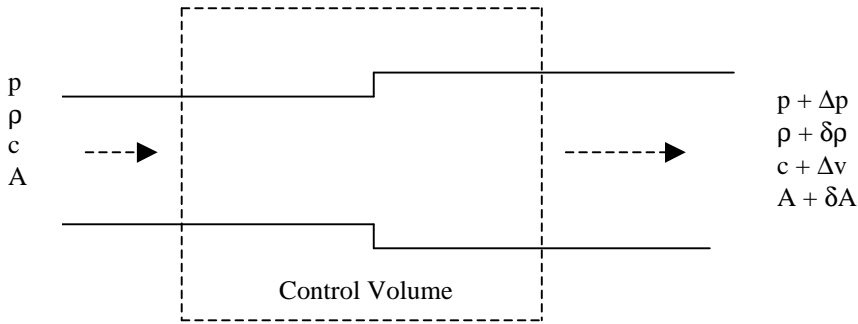 p
ρ
c
A
p + Δp
ρ + δρ
c + Δv
A + δA
Control Volume